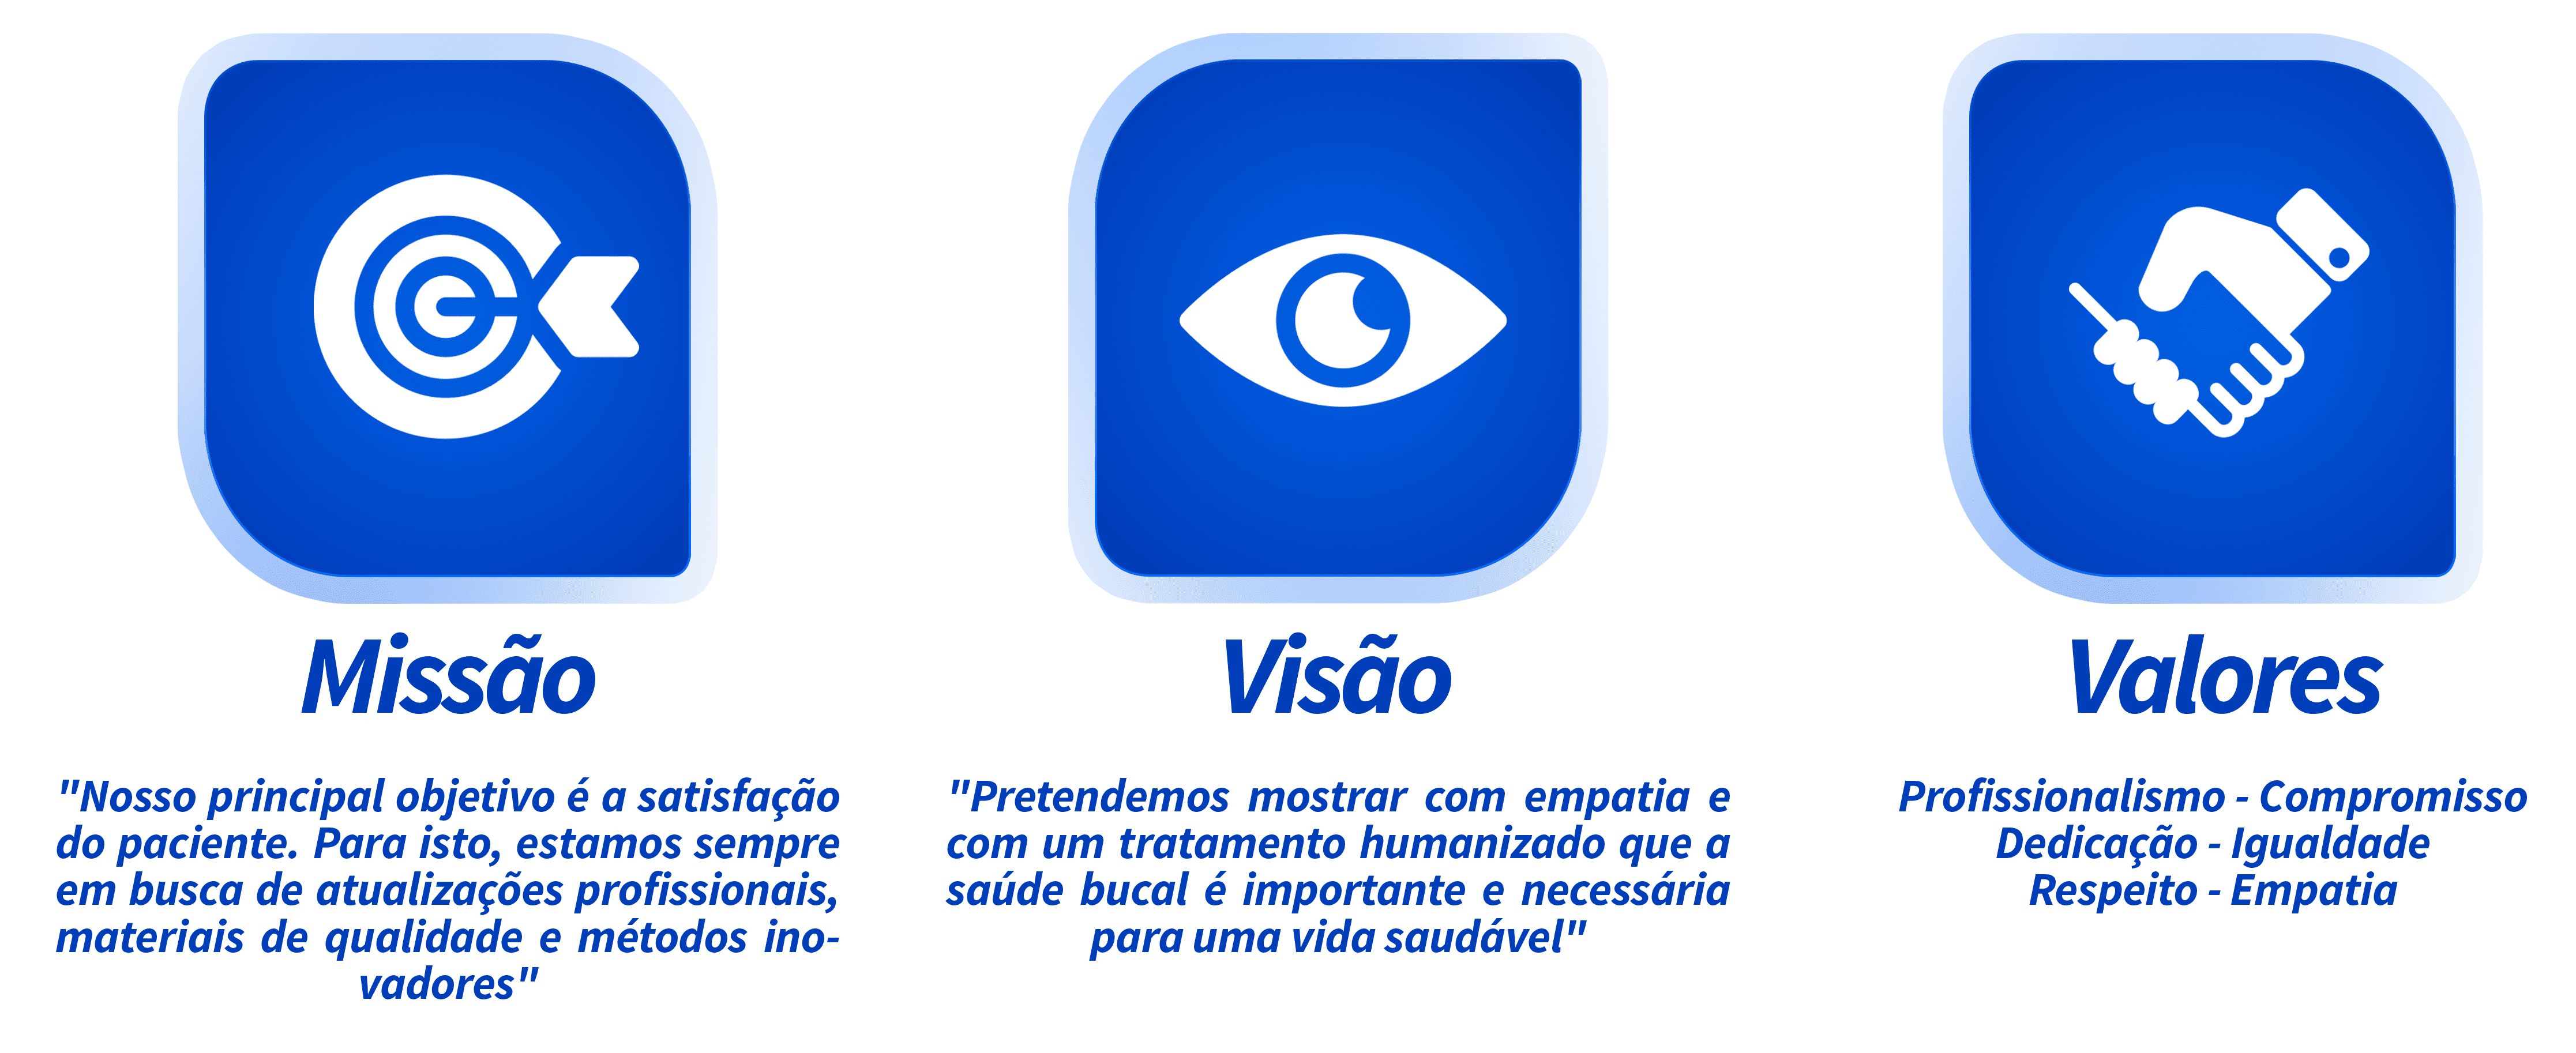 Missão
"Nosso principal objetivo é a satisfação
do paciente. Para isto, estamos sempre
em busca de atualizações profissionais,
materiais de qualidade e métodos ino-
vadores"
Visão
"Pretendemos mostrar com empatia e
com um tratamento humanizado que a
saúde bucal é importante e necessária
para uma vida saudável"
Valores
Profissionalismo - Compromisso
Dedicação - Igualdade
Respeito - Empatia